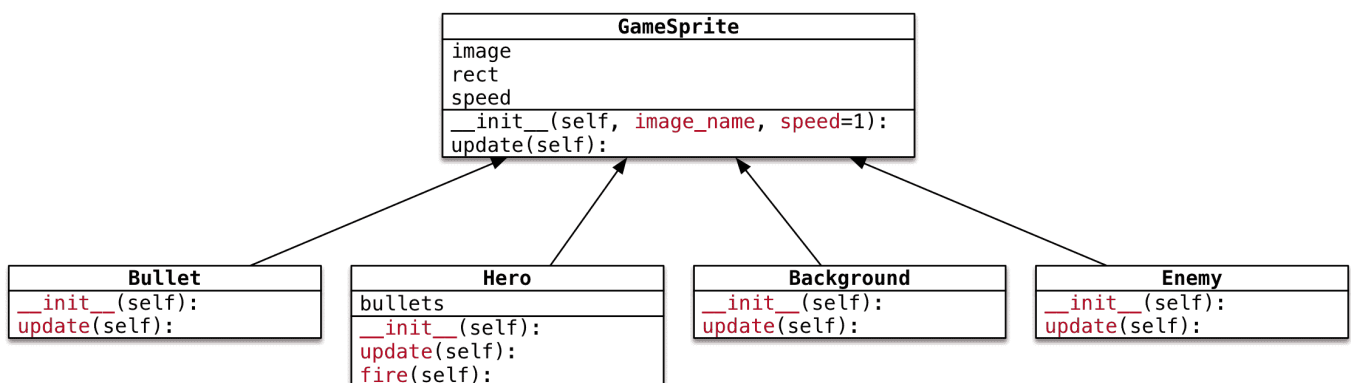 GameSprite
image
rect
speed
__init__(self, image_name, speed=1):
update(self):
Bullet
__init__(self):
update(self):
Hero
bullets
__init__(self):
update(self):
fire(self):
Background
__init__(self):
update(self):
Enemy
__init__(self):
update(self):